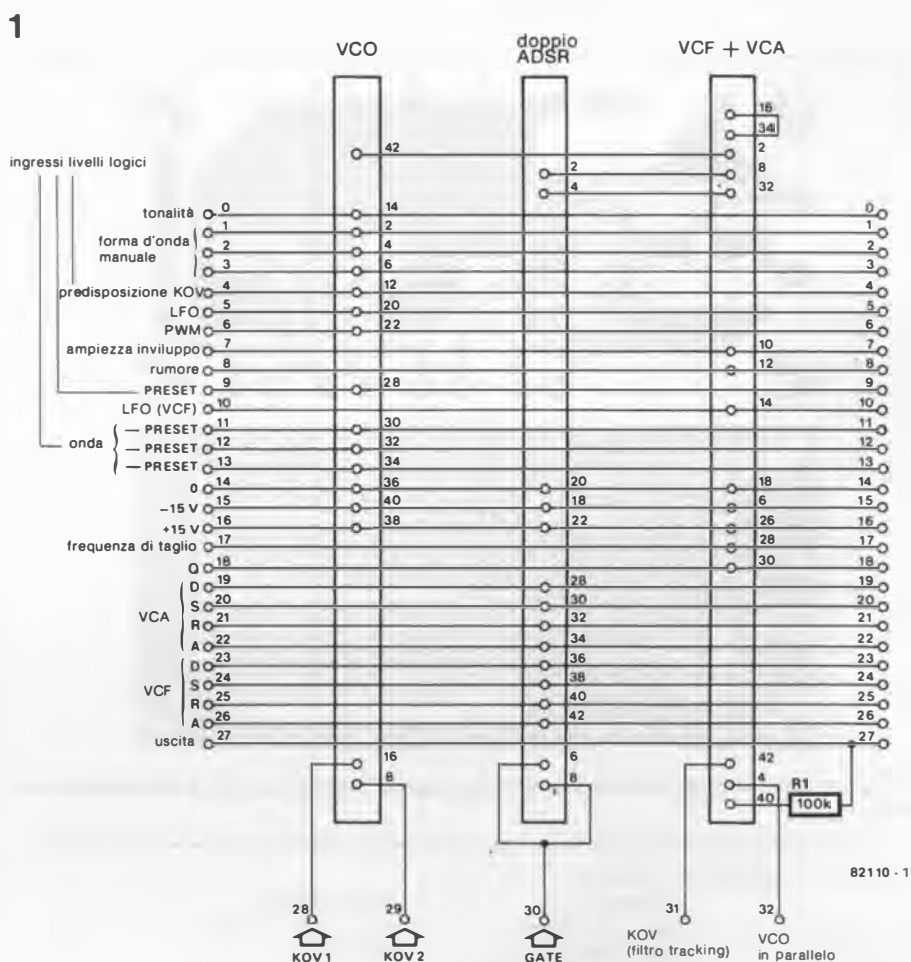 1
VCO
doppio ADSR
VCF + VCA
16
34
42
2
2
8
4
32
ingressi livelli logici
tonalità 0 14 0
forma d'onda manuale
1 2 1
2 4 2
3 6 3
predisposizione KOV 4 12 4
LFO 5 20 5
PWM 6 22 6
ampiezza inviluppo 7 10 7
rumore 8 12 8
PRESET 9 28 9
LFO (VCF) 10 14 10
onda
— PRESET 11 30 11
— PRESET 12 32 12
— PRESET 13 34 13
0 14 36 20 18 14
−15 V 15 40 18 6 15
+15 V 16 38 22 26 16
frequenza di taglio 17 28 17
Q 18 30 18
VCA
D 19 28 19
S 20 30 20
R 21 32 21
A 22 34 22
VCF
D 23 36 23
S 24 38 24
R 25 40 25
A 26 42 26
uscita 27 27
16 6 42
8 8 4
40 R1
100k
82110 - 1
28 29 30 31 32
KOV 1
KOV 2
GATE
KOV (filtro tracking)
VCO in parallelo